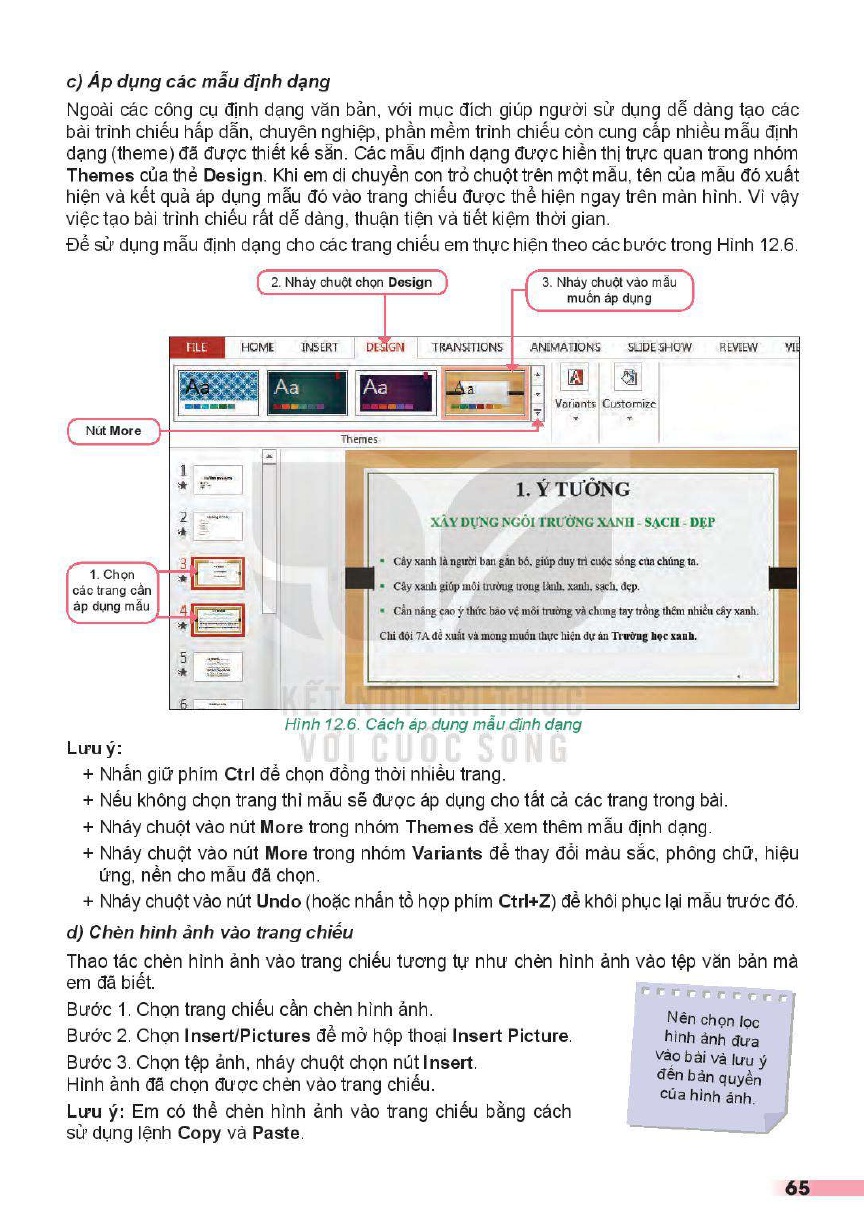 c) Áp dụng các mẫu định dạng
Ngoài các công cụ định dạng văn bản, với mục đích giúp người sử dụng dễ dàng tạo các
bài trình chiếu hấp dẫn, chuyên nghiệp, phần mềm trình chiếu còn cung cấp nhiều mẫu định
dạng (theme) đã được thiết kế sẵn. Các mẫu định dạng được hiển thị trực quan trong nhóm
Themes của thẻ Design. Khi em di chuyển con trỏ chuột trên một mẫu, tên của mẫu đó xuất
hiện và kết quả áp dụng mẫu đó vào trang chiếu được thể hiện ngay trên màn hình. Vì vậy
việc tạo bài trình chiếu rất dễ dàng, thuận tiện và tiết kiệm thời gian.
Để sử dụng mẫu định dạng cho các trang chiếu em thực hiện theo các bước trong Hình 12.6.
2. Nháy chuột chọn Design
3. Nháy chuột vào mẫu
muốn áp dụng
FILE HOME INSERT DESIGN TRANSITIONS ANIMATIONS SLIDE SHOW REVIEW VIE
Aa Aa Aa Aa
Variants Customize
Nút More
Themes
1
2
3
4
5
6
1. Chọn
các trang cần
áp dụng mẫu
1. Ý TƯỞNG
XÂY DỰNG NGÔI TRƯỜNG XANH - SẠCH - ĐẸP
Cây xanh là người bạn gắn bó, giúp duy trì cuộc sống của chúng ta.
Cây xanh giúp môi trường trong lành, xanh, sạch, đẹp.
Cần nâng cao ý thức bảo vệ môi trường và chung tay trồng thêm nhiều cây xanh.
Chi đội 7A đề xuất và mong muốn thực hiện dự án Trường học xanh.
KẾT NỐI TRI THỨC
VỚI CUỘC SỐNG
Hình 12.6. Cách áp dụng mẫu định dạng
Lưu ý:
+ Nhấn giữ phím Ctrl để chọn đồng thời nhiều trang.
+ Nếu không chọn trang thì mẫu sẽ được áp dụng cho tất cả các trang trong bài.
+ Nháy chuột vào nút More trong nhóm Themes để xem thêm mẫu định dạng.
+ Nháy chuột vào nút More trong nhóm Variants để thay đổi màu sắc, phông chữ, hiệu
ứng, nền cho mẫu đã chọn.
+ Nháy chuột vào nút Undo (hoặc nhấn tổ hợp phím Ctrl+Z) để khôi phục lại mẫu trước đó.
d) Chèn hình ảnh vào trang chiếu
Thao tác chèn hình ảnh vào trang chiếu tương tự như chèn hình ảnh vào tệp văn bản mà
em đã biết.
Bước 1. Chọn trang chiếu cần chèn hình ảnh.
Bước 2. Chọn Insert/Pictures để mở hộp thoại Insert Picture.
Bước 3. Chọn tệp ảnh, nháy chuột chọn nút Insert.
Hình ảnh đã chọn được chèn vào trang chiếu.
Lưu ý: Em có thể chèn hình ảnh vào trang chiếu bằng cách
sử dụng lệnh Copy và Paste.
Nên chọn lọc
hình ảnh đưa
vào bài và lưu ý
đến bản quyền
của hình ảnh.
65